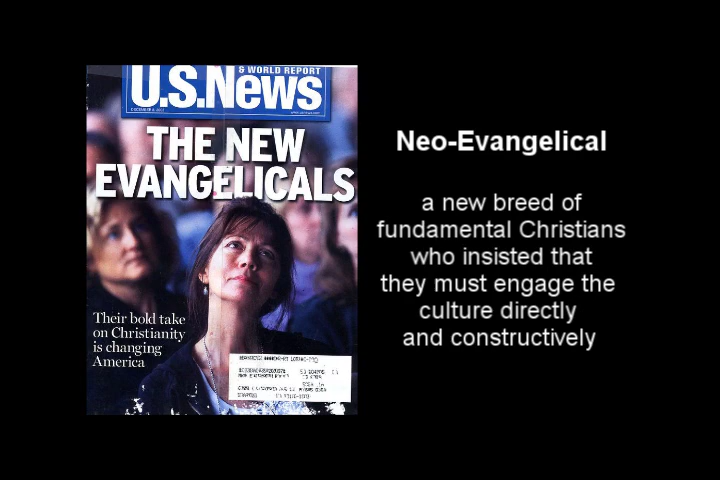 & WORLD REPORT
U.S.News
THE NEW
EVANGELICALS
Their bold take
on Christianity
is changing
America
Neo-Evangelical
a new breed of
fundamental Christians
who insisted that
they must engage the
culture directly
and constructively